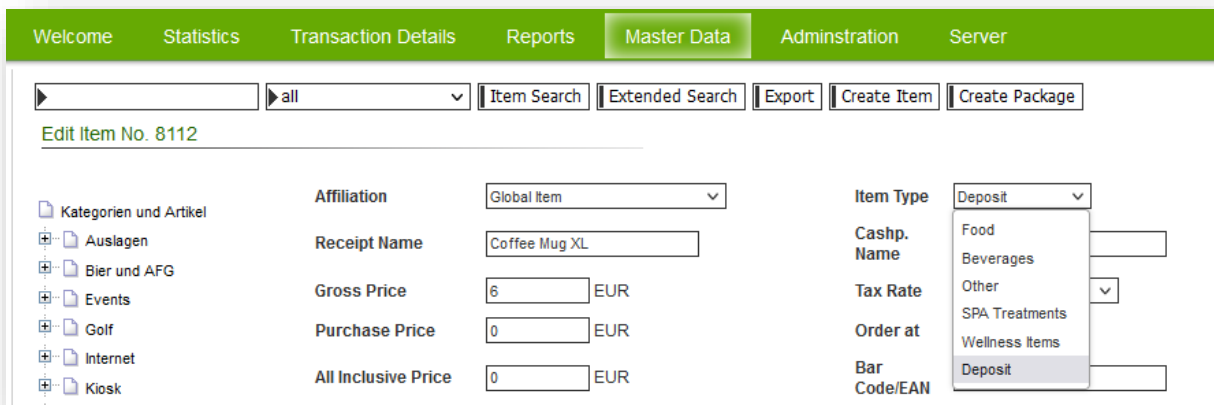 Welcome Statistics Transaction Details Reports Master Data Adminstration Server
all Item Search Extended Search Export Create Item Create Package
Edit Item No. 8112
Kategorien und Artikel
Auslagen
Bier und AFG
Events
Golf
Internet
Kiosk
Affiliation Global Item
Receipt Name Coffee Mug XL
Gross Price 6 EUR
Purchase Price 0 EUR
All Inclusive Price 0 EUR
Item Type Deposit
Cashp.
Name
Tax Rate
Order at
Bar
Code/EAN
Food
Beverages
Other
SPA Treatments
Wellness Items
Deposit